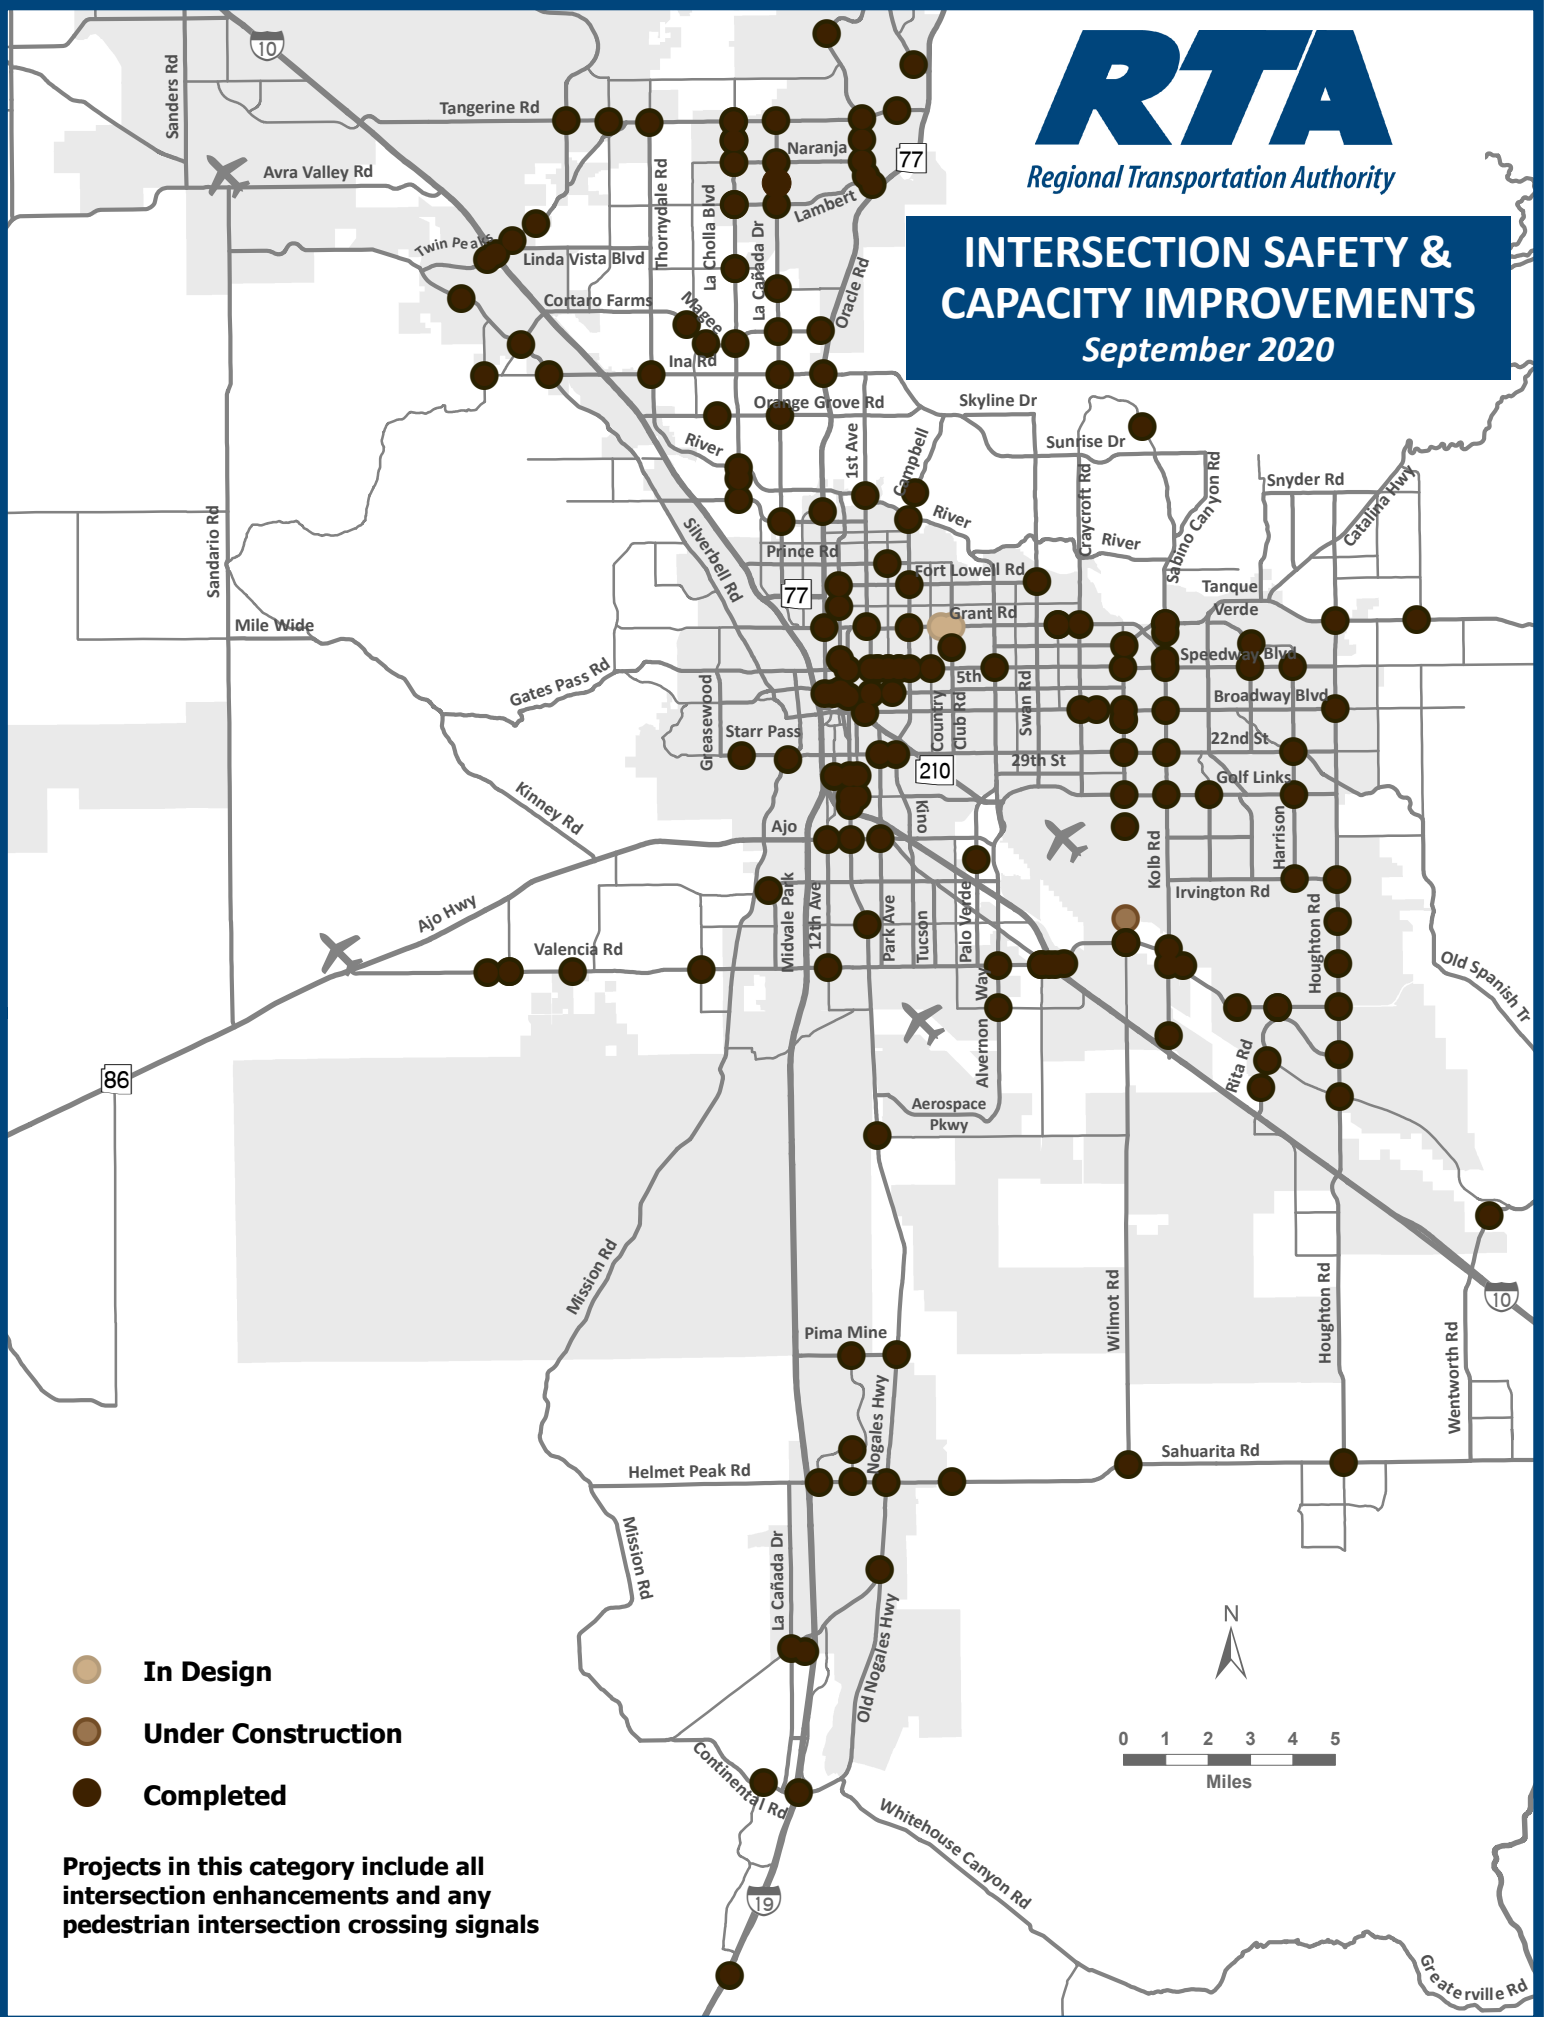 RTA
Regional Transportation Authority
INTERSECTION SAFETY &
CAPACITY IMPROVEMENTS
September 2020
10
Sanders Rd
Tangerine Rd
Avra Valley Rd
Naranja
77
Thornydale Rd
La Cholla Blvd
La Cañada Dr
Lambert
Twin Peaks
Linda Vista Blvd
Oracle Rd
Cortaro Farms
Magee
Ina Rd
Orange Grove Rd
Skyline Dr
River
1st Ave
Campbell
Sunrise Dr
Craycroft Rd
Sabino Canyon Rd
Snyder Rd
Catalina Hwy
Sandario Rd
Silverbell Rd
River
River
Prince Rd
Fort Lowell Rd
Tanque
Verde
77
Grant Rd
Mile Wide
Speedway Blvd
Gates Pass Rd
5th
Greasewood
Country
Club Rd
Swan Rd
Broadway Blvd
Starr Pass
22nd St
210
29th St
Golf Links
Kinney Rd
Ajo
Kino
Kolb Rd
Harrison
Irvington Rd
Ajo Hwy
Midvale Park
12th Ave
Park Ave
Tucson
Palo Verde
Houghton Rd
Valencia Rd
Alvernon Way
Old Spanish Tr
Rita Rd
86
Aerospace
Pkwy
Mission Rd
Wilmot Rd
Houghton Rd
10
Pima Mine
Wentworth Rd
Nogales Hwy
Sahuarita Rd
Helmet Peak Rd
Mission Rd
La Cañada Dr
Old Nogales Hwy
N
In Design
Under Construction
Completed
0 1 2 3 4 5
Miles
Continental Rd
Whitehouse Canyon Rd
Projects in this category include all
intersection enhancements and any
pedestrian intersection crossing signals
19
Greaterville Rd